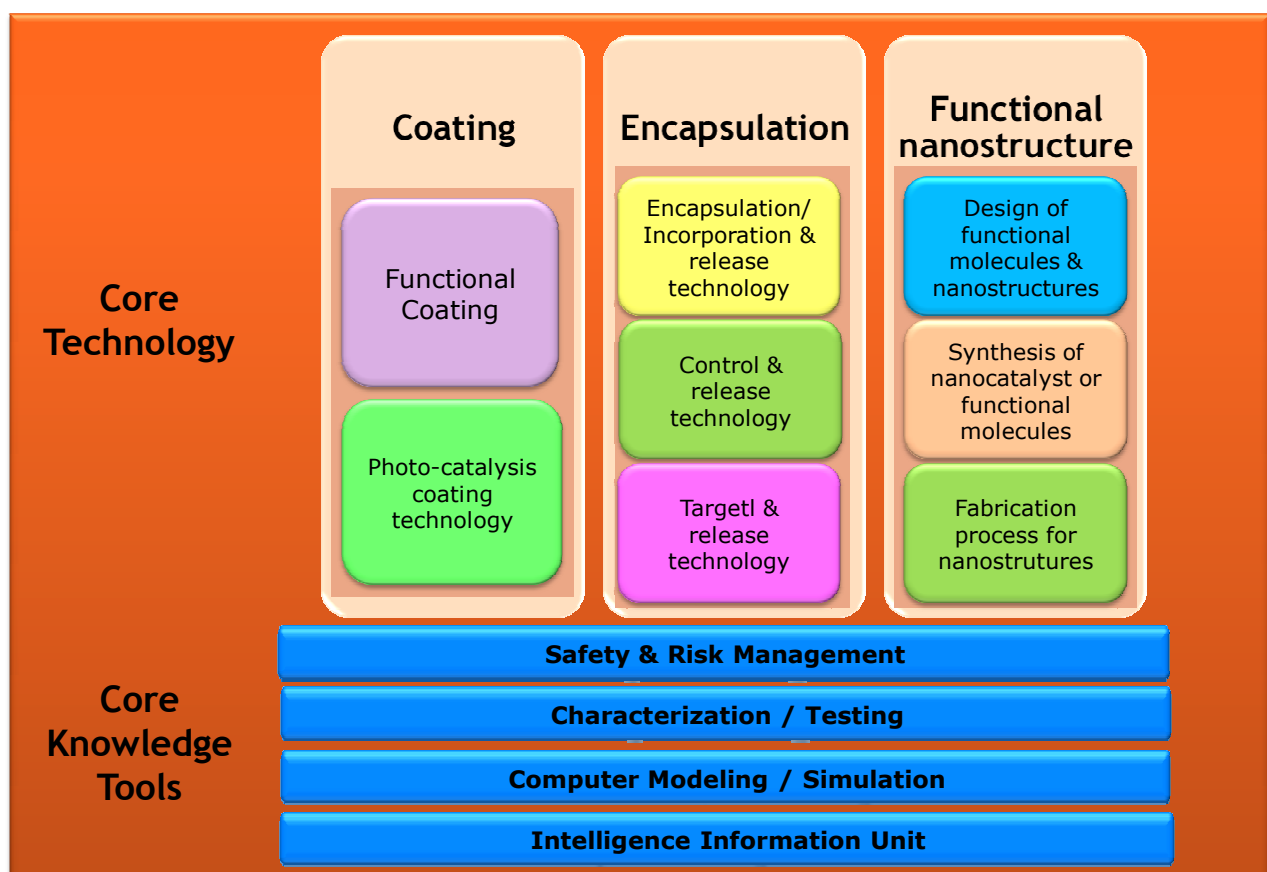 Core
Technology
Coating
Functional
Coating
Photo-catalysis
coating
technology
Encapsulation
Encapsulation/
Incorporation &
release
technology
Control &
release
technology
Targetl &
release
technology
Functional
nanostructure
Design of
functional
molecules &
nanostructures
Synthesis of
nanocatalyst or
functional
molecules
Fabrication
process for
nanostrutures
Core
Knowledge
Tools
Safety & Risk Management
Characterization / Testing
Computer Modeling / Simulation
Intelligence Information Unit